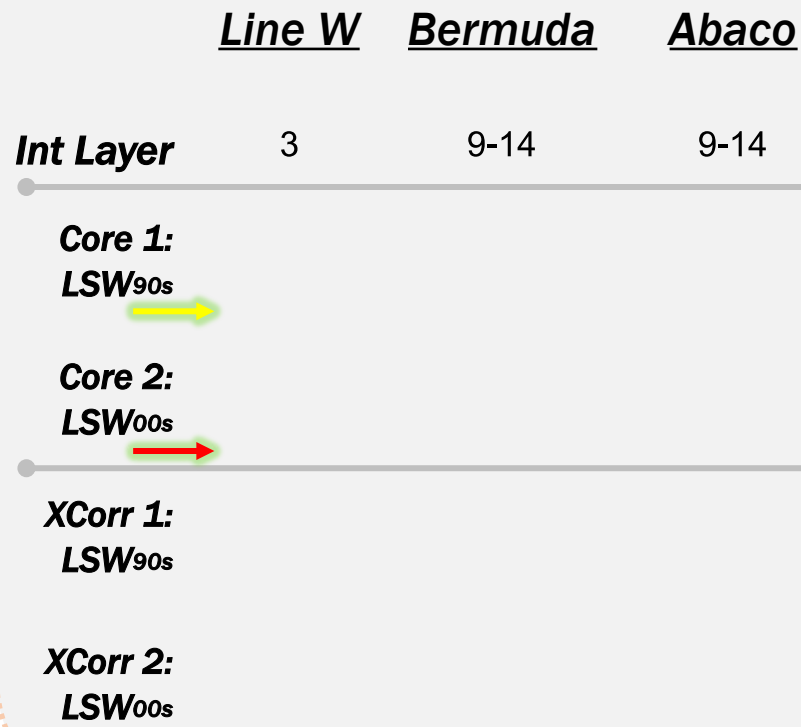 Line W Bermuda Abaco
Int Layer 3 9-14 9-14
Core 1:
LSW90s
Core 2:
LSW00s
XCorr 1:
LSW90s
XCorr 2:
LSW00s